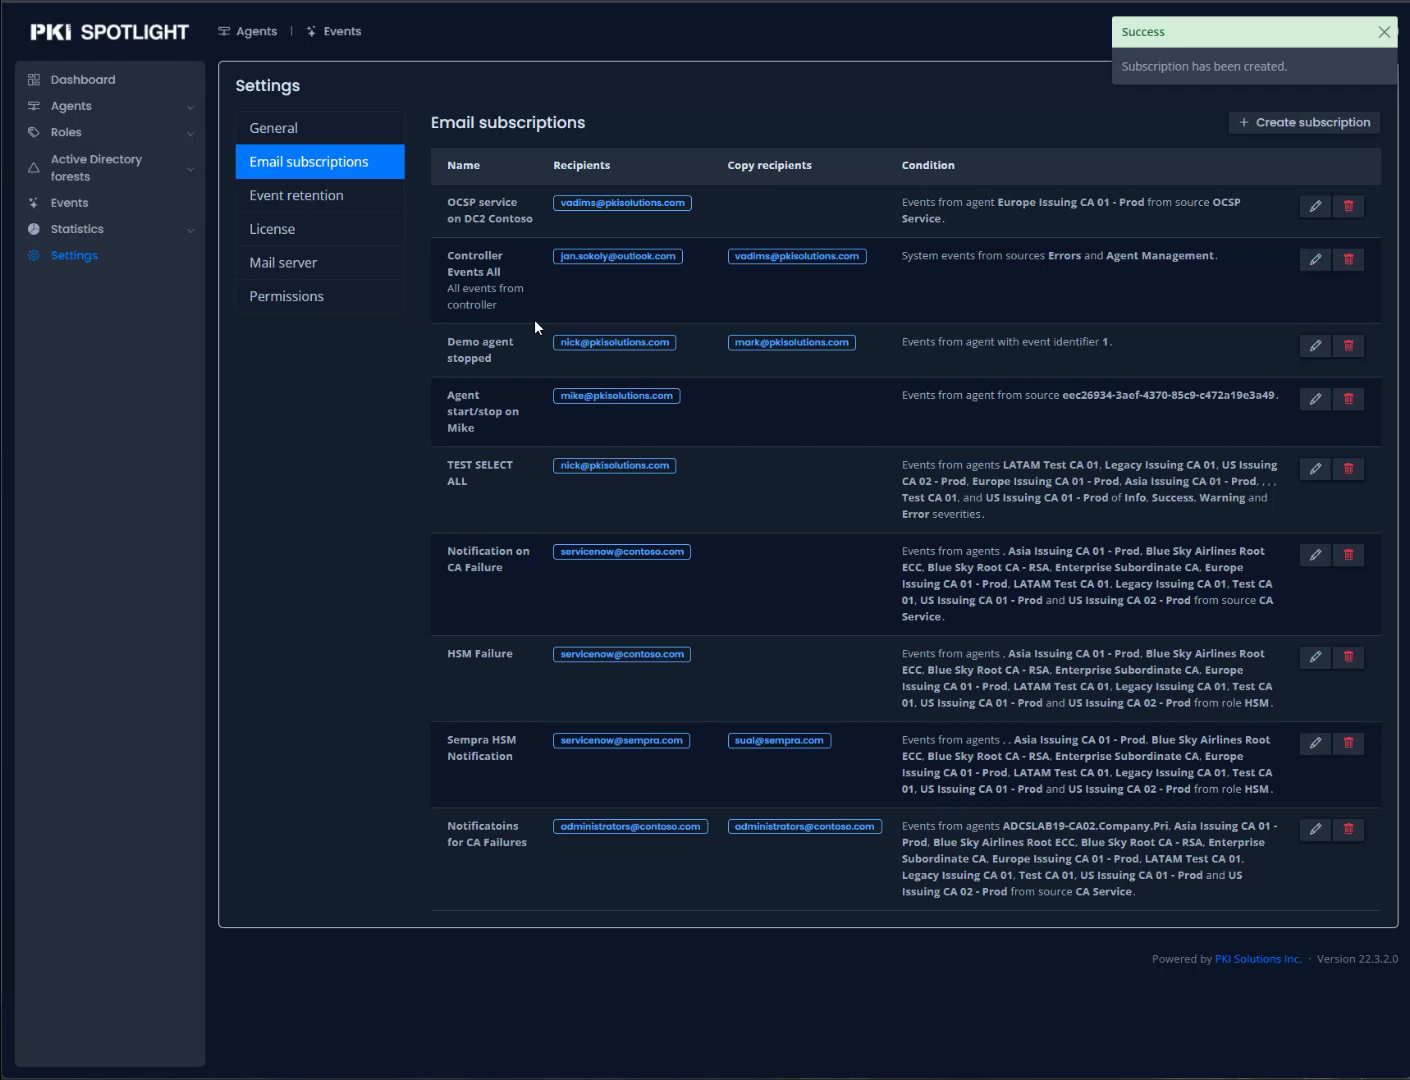 PKI SPOTLIGHT
Agents | Events
Success
Subscription has been created.
Dashboard
Agents
Roles
Active Directory
forests
Events
Statistics
Settings
Settings
General
Email subscriptions
Event retention
License
Mail server
Permissions
Email subscriptions
+ Create subscription
Name Recipients Copy recipients Condition
OCSP service
on DC2 Contoso
vadims@pkisolutions.com
Events from agent Europe Issuing CA 01 - Prod from source OCSP
Service.
Controller
Events All
All events from
controller
jan.sokoly@outlook.com
vadims@pkisolutions.com
System events from sources Errors and Agent Management.
Demo agent
stopped
nick@pkisolutions.com
mark@pkisolutions.com
Events from agent with event identifier 1.
Agent
start/stop on
Mike
mike@pkisolutions.com
Events from agent from source eec26934-3aef-4370-85c9-c472a19e3a49.
TEST SELECT
ALL
nick@pkisolutions.com
Events from agents LATAM Test CA 01, Legacy Issuing CA 01, US Issuing
CA 02 - Prod, Europe Issuing CA 01 - Prod, Asia Issuing CA 01 - Prod, , , ,
Test CA 01, and US Issuing CA 01 - Prod of Info, Success, Warning and
Error severities.
Notification on
CA Failure
servicenow@contoso.com
Events from agents , Asia Issuing CA 01 - Prod, Blue Sky Airlines Root
ECC, Blue Sky Root CA - RSA, Enterprise Subordinate CA, Europe
Issuing CA 01 - Prod, LATAM Test CA 01, Legacy Issuing CA 01, Test CA
01, US Issuing CA 01 - Prod and US Issuing CA 02 - Prod from source CA
Service.
HSM Failure
servicenow@contoso.com
Events from agents , Asia Issuing CA 01 - Prod, Blue Sky Airlines Root
ECC, Blue Sky Root CA - RSA, Enterprise Subordinate CA, Europe
Issuing CA 01 - Prod, LATAM Test CA 01, Legacy Issuing CA 01, Test CA
01, US Issuing CA 01 - Prod and US Issuing CA 02 - Prod from role HSM.
Sempra HSM
Notification
servicenow@sempra.com
sual@sempra.com
Events from agents , , Asia Issuing CA 01 - Prod, Blue Sky Airlines Root
ECC, Blue Sky Root CA - RSA, Enterprise Subordinate CA, Europe
Issuing CA 01 - Prod, LATAM Test CA 01, Legacy Issuing CA 01, Test CA
01, US Issuing CA 01 - Prod and US Issuing CA 02 - Prod from role HSM.
Notificatoins
for CA Failures
administrators@contoso.com
administrators@contoso.com
Events from agents ADCSLAB19-CA02.Company.Pri, Asia Issuing CA 01 -
Prod, Blue Sky Airlines Root ECC, Blue Sky Root CA - RSA, Enterprise
Subordinate CA, Europe Issuing CA 01 - Prod, LATAM Test CA 01,
Legacy Issuing CA 01, Test CA 01, US Issuing CA 01 - Prod and US
Issuing CA 02 - Prod from source CA Service.
Powered by PKI Solutions Inc. · Version 22.3.2.0